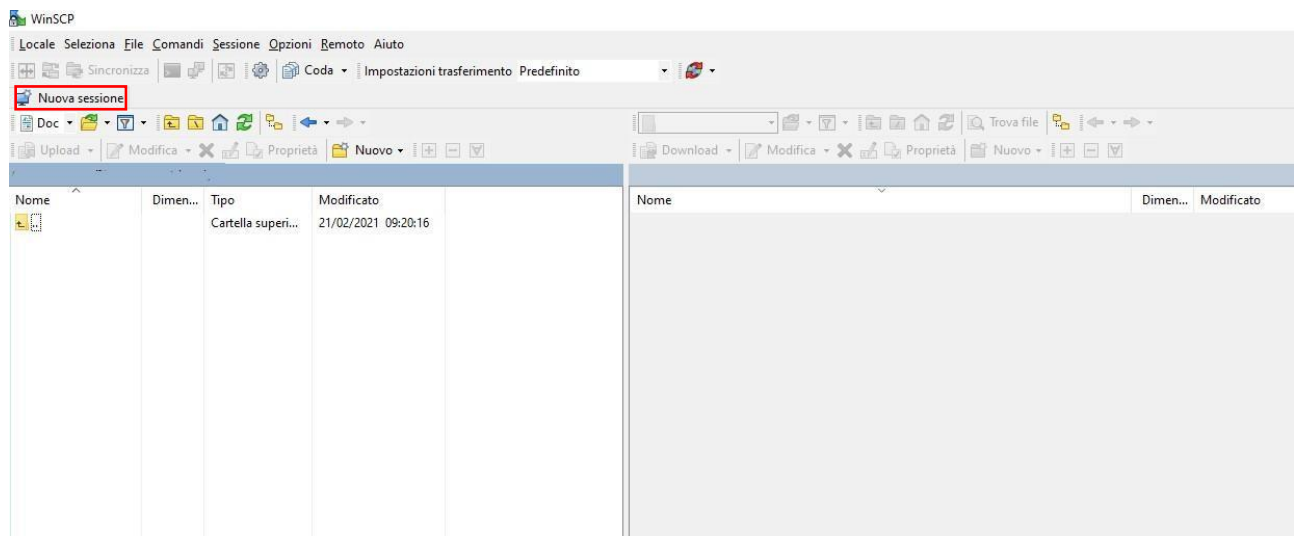 WinSCP
Locale Seleziona File Comandi Sessione Opzioni Remoto Aiuto
Sincronizza Coda Impostazioni trasferimento Predefinito
Nuova sessione
Doc Trova file
Upload Modifica Proprietà Nuovo Download Modifica Proprietà Nuovo
Nome Dimen... Tipo Modificato Nome Dimen... Modificato
.. Cartella superi... 21/02/2021 09:20:16